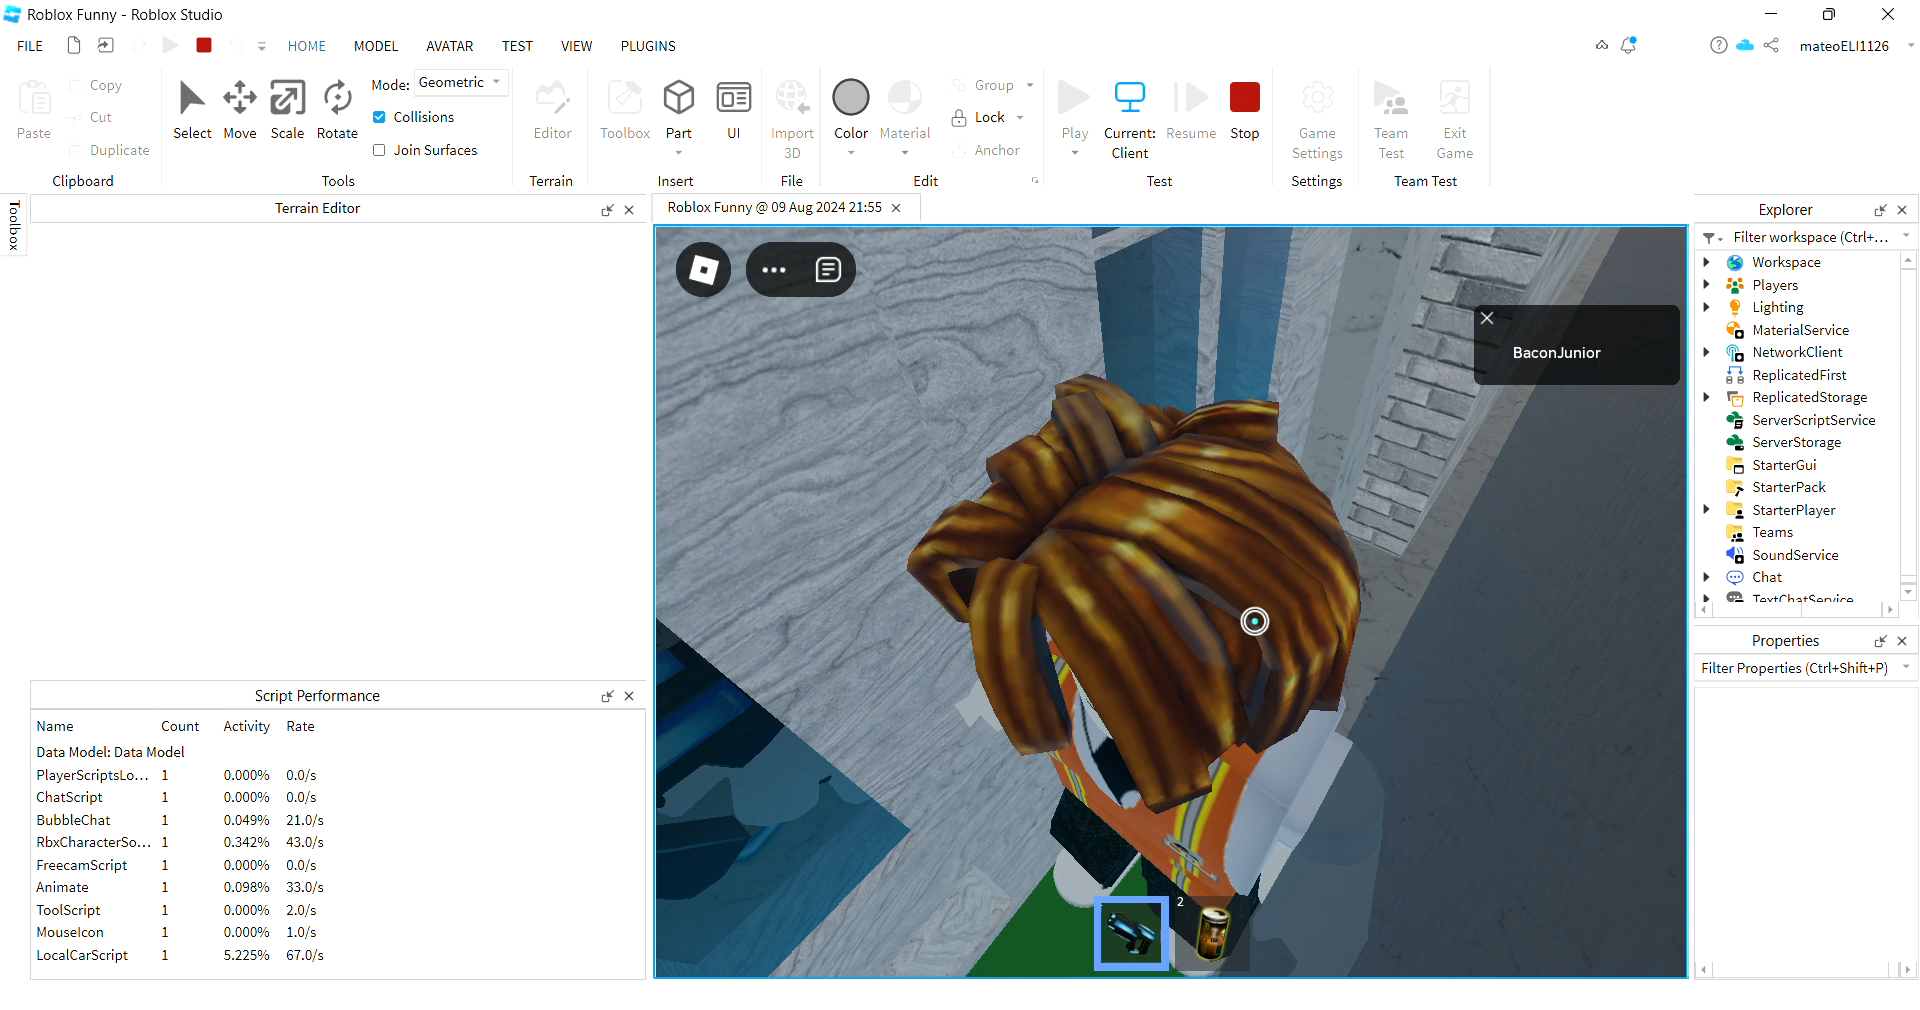 Roblox Funny - Roblox Studio
FILE HOME MODEL AVATAR TEST VIEW PLUGINS mateoELI1126
Paste Copy Cut Duplicate
Clipboard
Select Move Scale Rotate
Mode: Geometric
Collisions
Join Surfaces
Tools
Editor
Terrain
Toolbox Part UI
Insert
Import 3D
File
Color Material
Group
Lock
Anchor
Edit
Play Current: Client Resume Stop
Test
Game Settings
Settings
Team Test Exit Game
Team Test
Toolbox
Terrain Editor
Script Performance
Name Count Activity Rate
Data Model: Data Model
PlayerScriptsLo... 1 0.000% 0.0/s
ChatScript 1 0.000% 0.0/s
BubbleChat 1 0.049% 21.0/s
RbxCharacterSo... 1 0.342% 43.0/s
FreecamScript 1 0.000% 0.0/s
Animate 1 0.098% 33.0/s
ToolScript 1 0.000% 2.0/s
MouseIcon 1 0.000% 1.0/s
LocalCarScript 1 5.225% 67.0/s
Roblox Funny @ 09 Aug 2024 21:55
BaconJunior
2
Explorer
Filter workspace (Ctrl+...
Workspace
Players
Lighting
MaterialService
NetworkClient
ReplicatedFirst
ReplicatedStorage
ServerScriptService
ServerStorage
StarterGui
StarterPack
StarterPlayer
Teams
SoundService
Chat
TextChatService
Properties
Filter Properties (Ctrl+Shift+P)